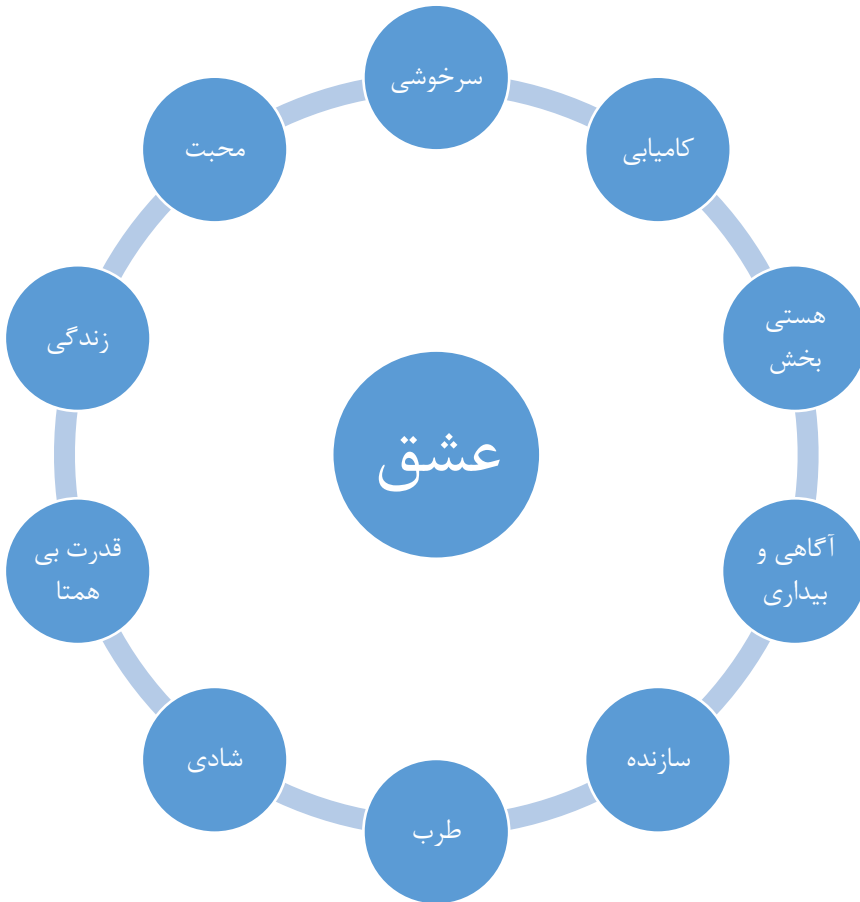 سرخوشی
کامیابی
هستی
بخش
آگاهی و
بیداری
سازنده
طرب
شادی
قدرت بی
همتا
زندگی
محبت
عشق